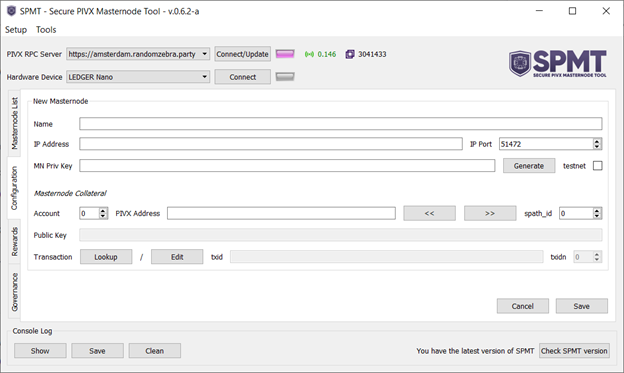 SPMT - Secure PIVX Masternode Tool - v.0.6.2-a
Setup Tools
PIVX RPC Server https://amsterdam.randomzebra.party Connect/Update 0.146 3041433
Hardware Device LEDGER Nano Connect
SPMT
SECURE PIVX MASTERNODE TOOL
Masternode List
Configuration
Rewards
Governance
New Masternode
Name
IP Address IP Port 51472
MN Priv Key Generate testnet
Masternode Collateral
Account 0 PIVX Address << >> spath_id 0
Public Key
Transaction Lookup / Edit txid txidn 0
Cancel Save
Console Log
Show Save Clean You have the latest version of SPMT Check SPMT version